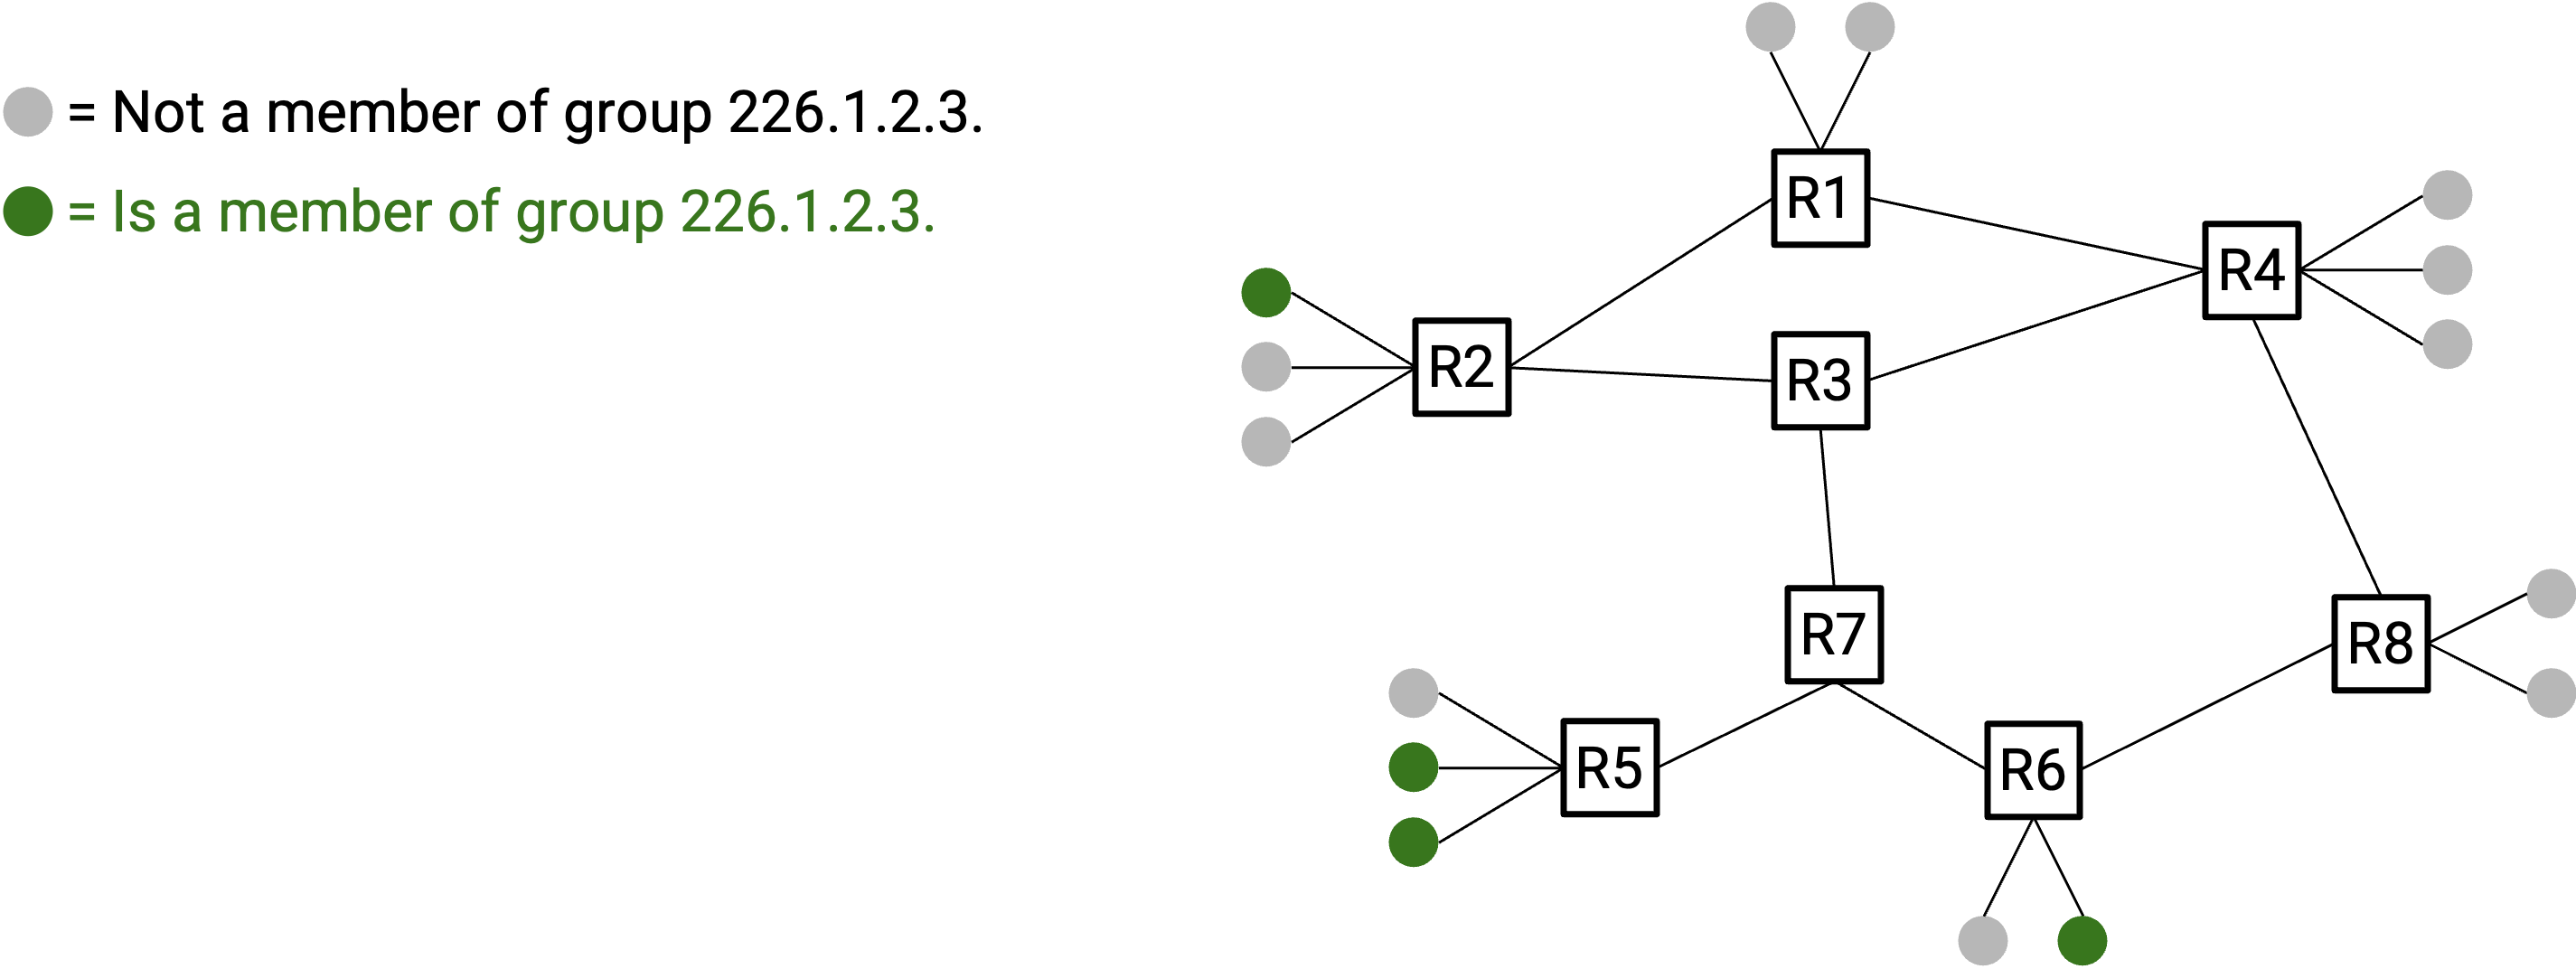 = Not a member of group 226.1.2.3.
= Is a member of group 226.1.2.3.
R1
R4
R2
R3
R7
R8
R5
R6